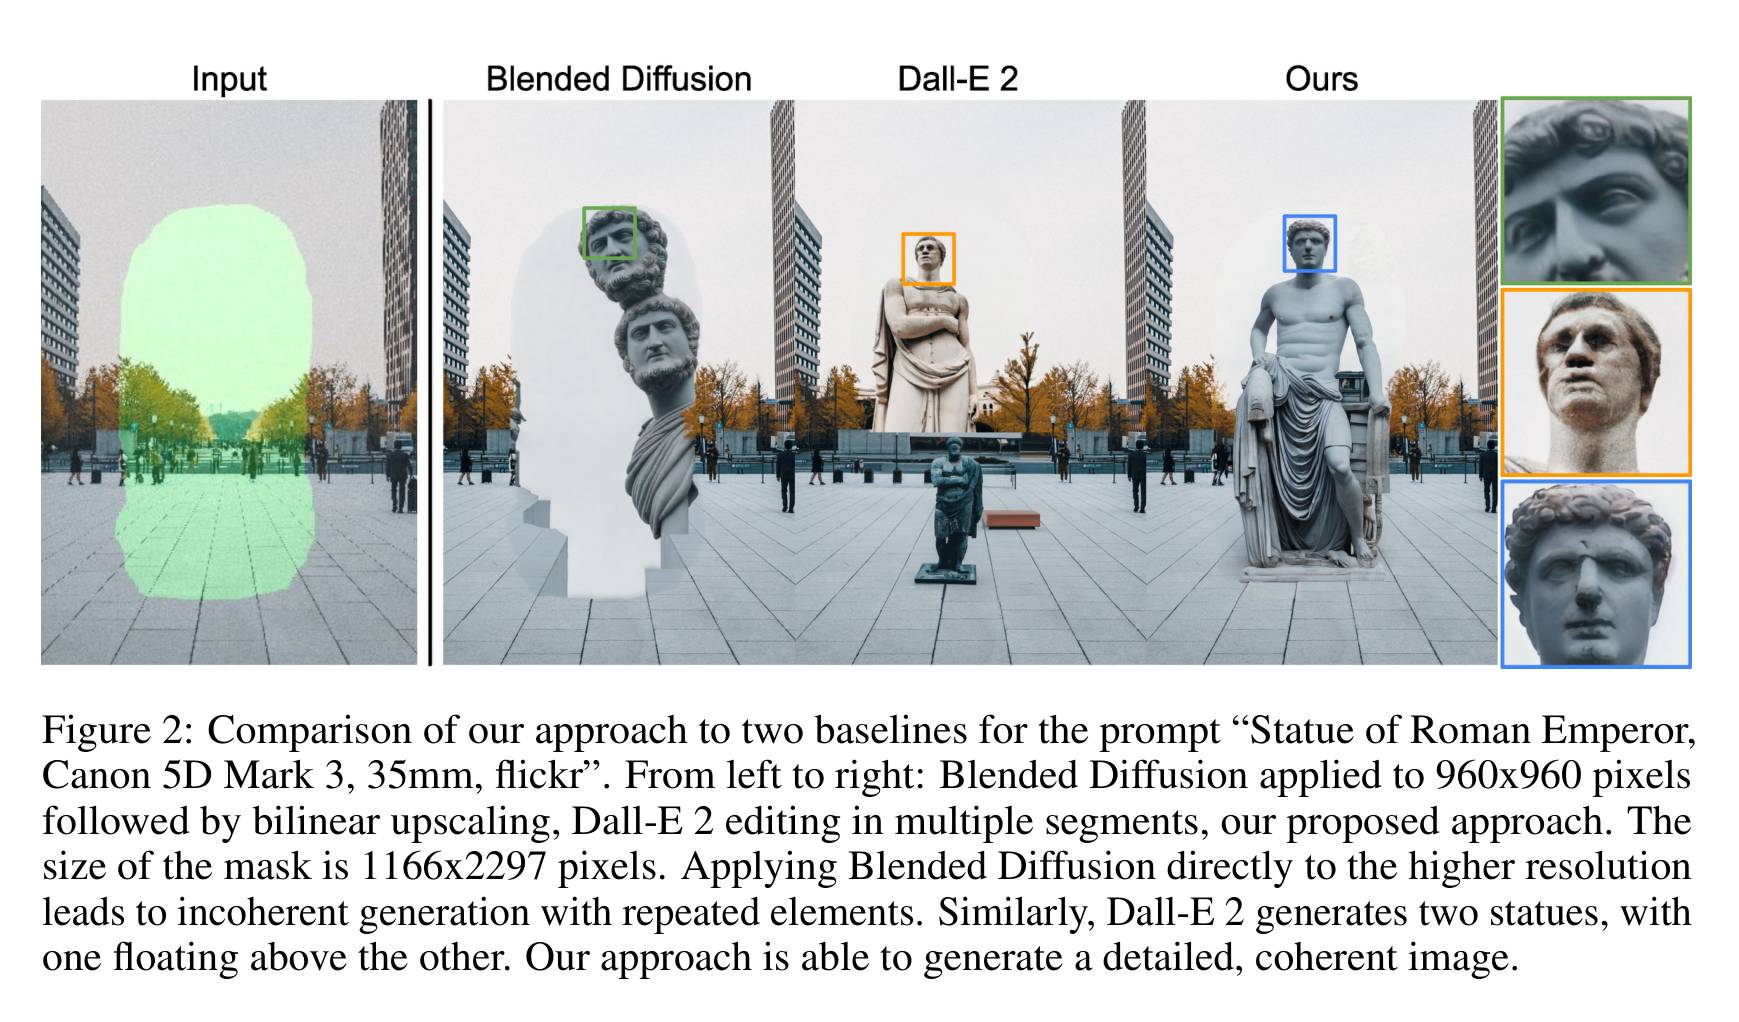 Input
Blended Diffusion
Dall-E 2
Ours
Figure 2: Comparison of our approach to two baselines for the prompt “Statue of Roman Emperor,
Canon 5D Mark 3, 35mm, flickr”. From left to right: Blended Diffusion applied to 960x960 pixels
followed by bilinear upscaling, Dall-E 2 editing in multiple segments, our proposed approach. The
size of the mask is 1166x2297 pixels. Applying Blended Diffusion directly to the higher resolution
leads to incoherent generation with repeated elements. Similarly, Dall-E 2 generates two statues, with
one floating above the other. Our approach is able to generate a detailed, coherent image.